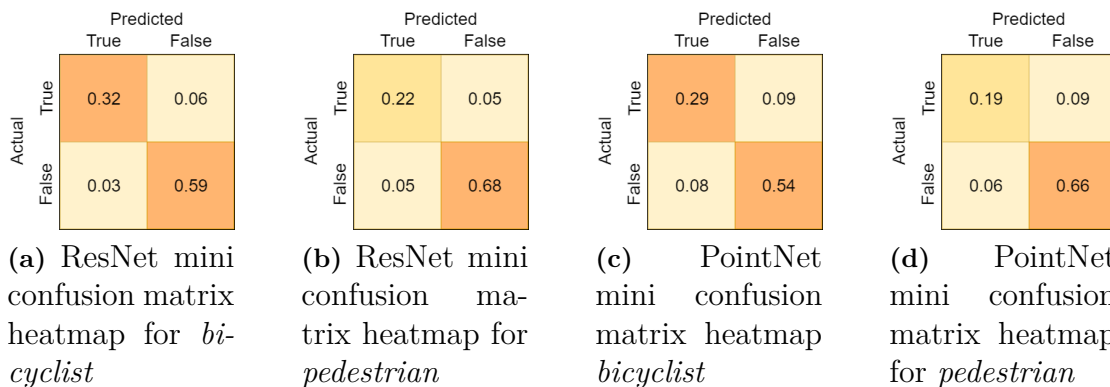 Predicted
True False
Actual
True
0.32 0.06
False
0.03 0.59
(a) ResNet mini
confusion matrix
heatmap for bi-
cyclist
Predicted
True False
Actual
True
0.22 0.05
False
0.05 0.68
(b) ResNet mini
confusion ma-
trix heatmap for
pedestrian
Predicted
True False
Actual
True
0.29 0.09
False
0.08 0.54
(c) PointNet
mini confusion
matrix heatmap
bicyclist
Predicted
True False
Actual
True
0.19 0.09
False
0.06 0.66
(d) PointNet
mini confusion
matrix heatmap
for pedestrian